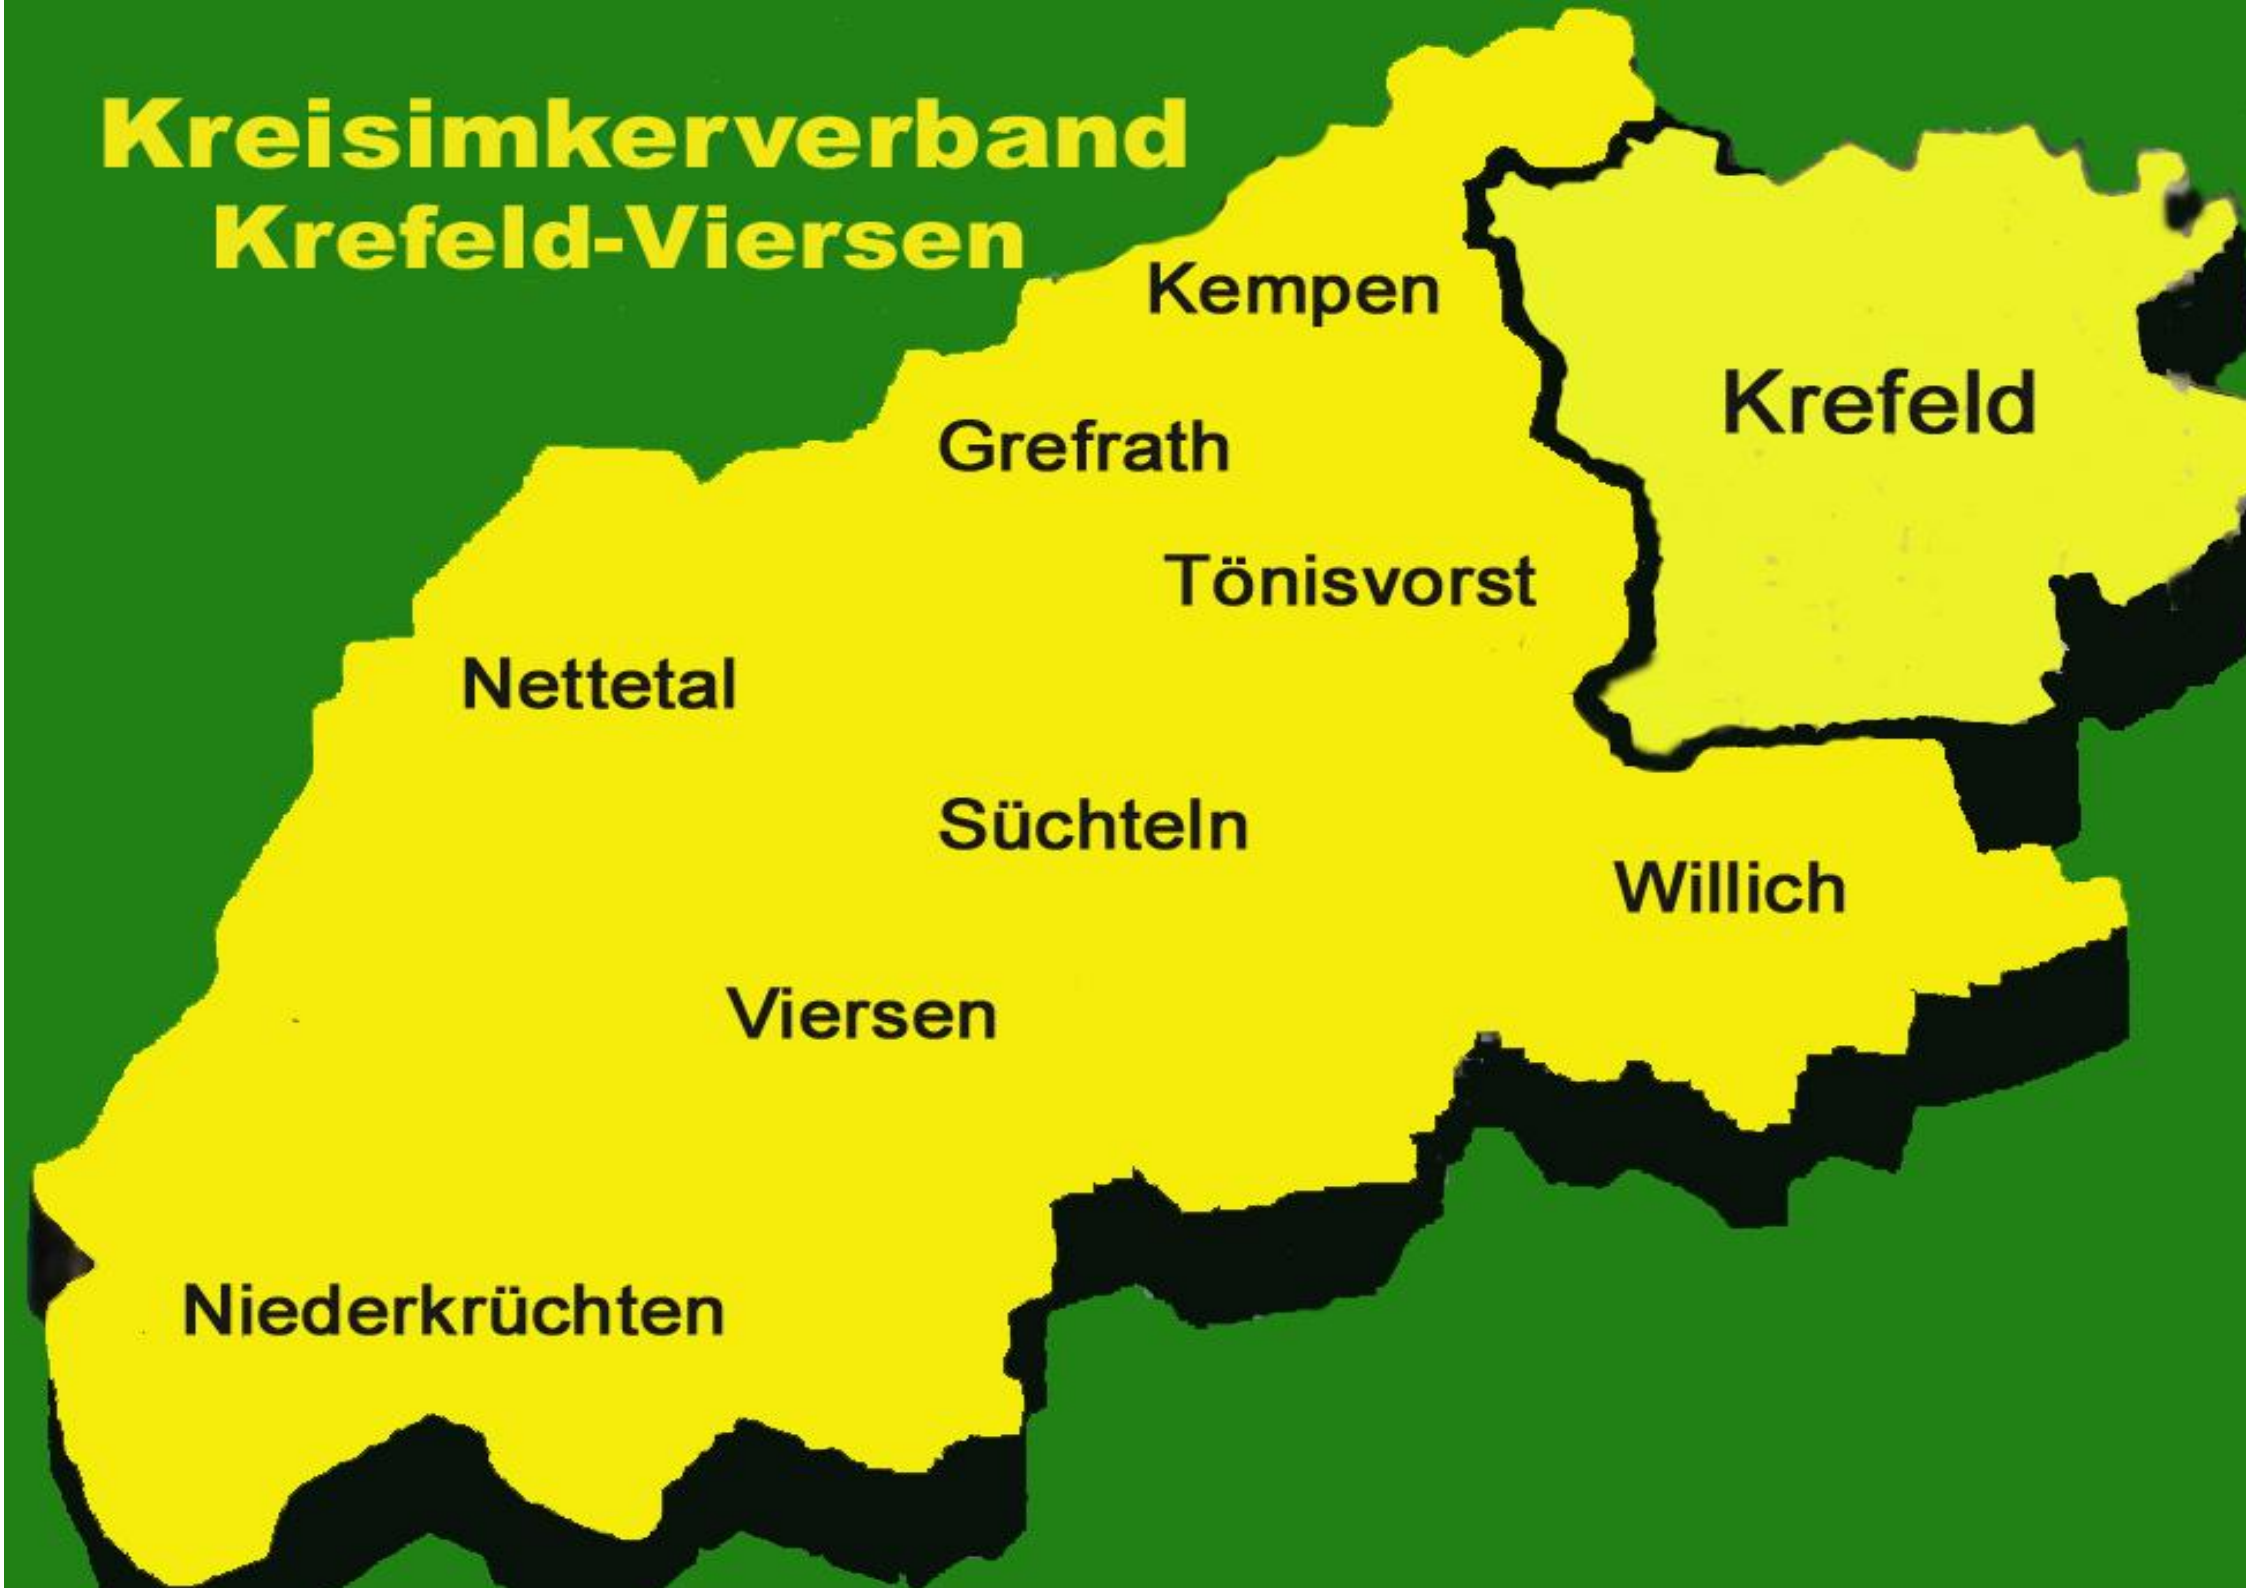 Kreisimkerverband
Krefeld-Viersen
Kempen
Krefeld
Grefrath
Tönisvorst
Nettetal
Süchteln
Willich
Viersen
Niederkrüchten